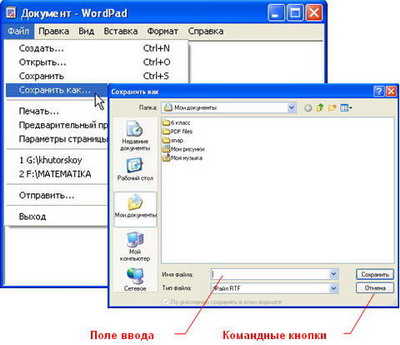 Документ - WordPad
Файл Правка Вид Вставка Формат Справка
Создать... Ctrl+N
Открыть... Ctrl+O
Сохранить Ctrl+S
Сохранить как...
Печать...
Предварительный пр
Параметры страницы
1 G:\khutorskoy
2 F:\МАТЕМАТІКА
Отправить...
Выход
Сохранить как
Папка: Мои документы
6 класс
PDF files
snap
Мои рисунки
Моя музыка
Недавние документы
Рабочий стол
Мои документы
Мой компьютер
Сетевое
Имя файла: Сохранить
Тип файла: Файл RTF Отмена
По умолчанию сохранять в этом формате
Поле ввода Командные кнопки